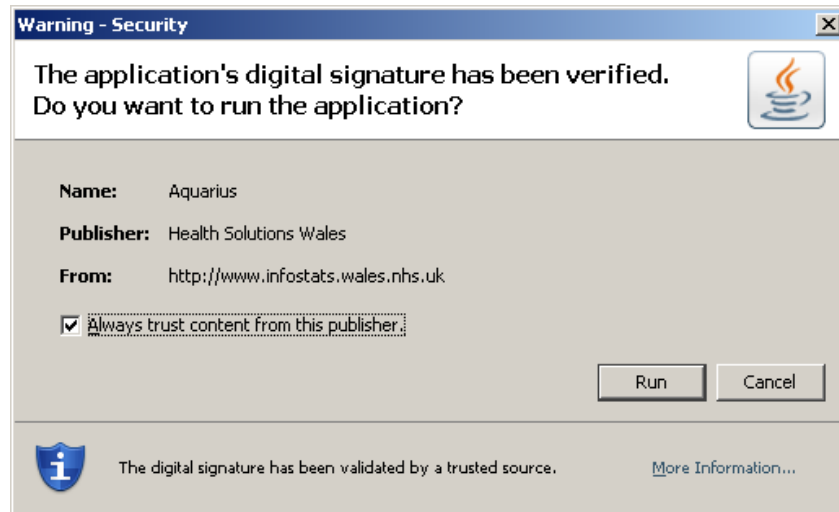 Warning - Security
The application's digital signature has been verified.
Do you want to run the application?
Name: Aquarius
Publisher: Health Solutions Wales
From: http://www.infostats.wales.nhs.uk
Always trust content from this publisher.
Run Cancel
The digital signature has been validated by a trusted source. More Information...